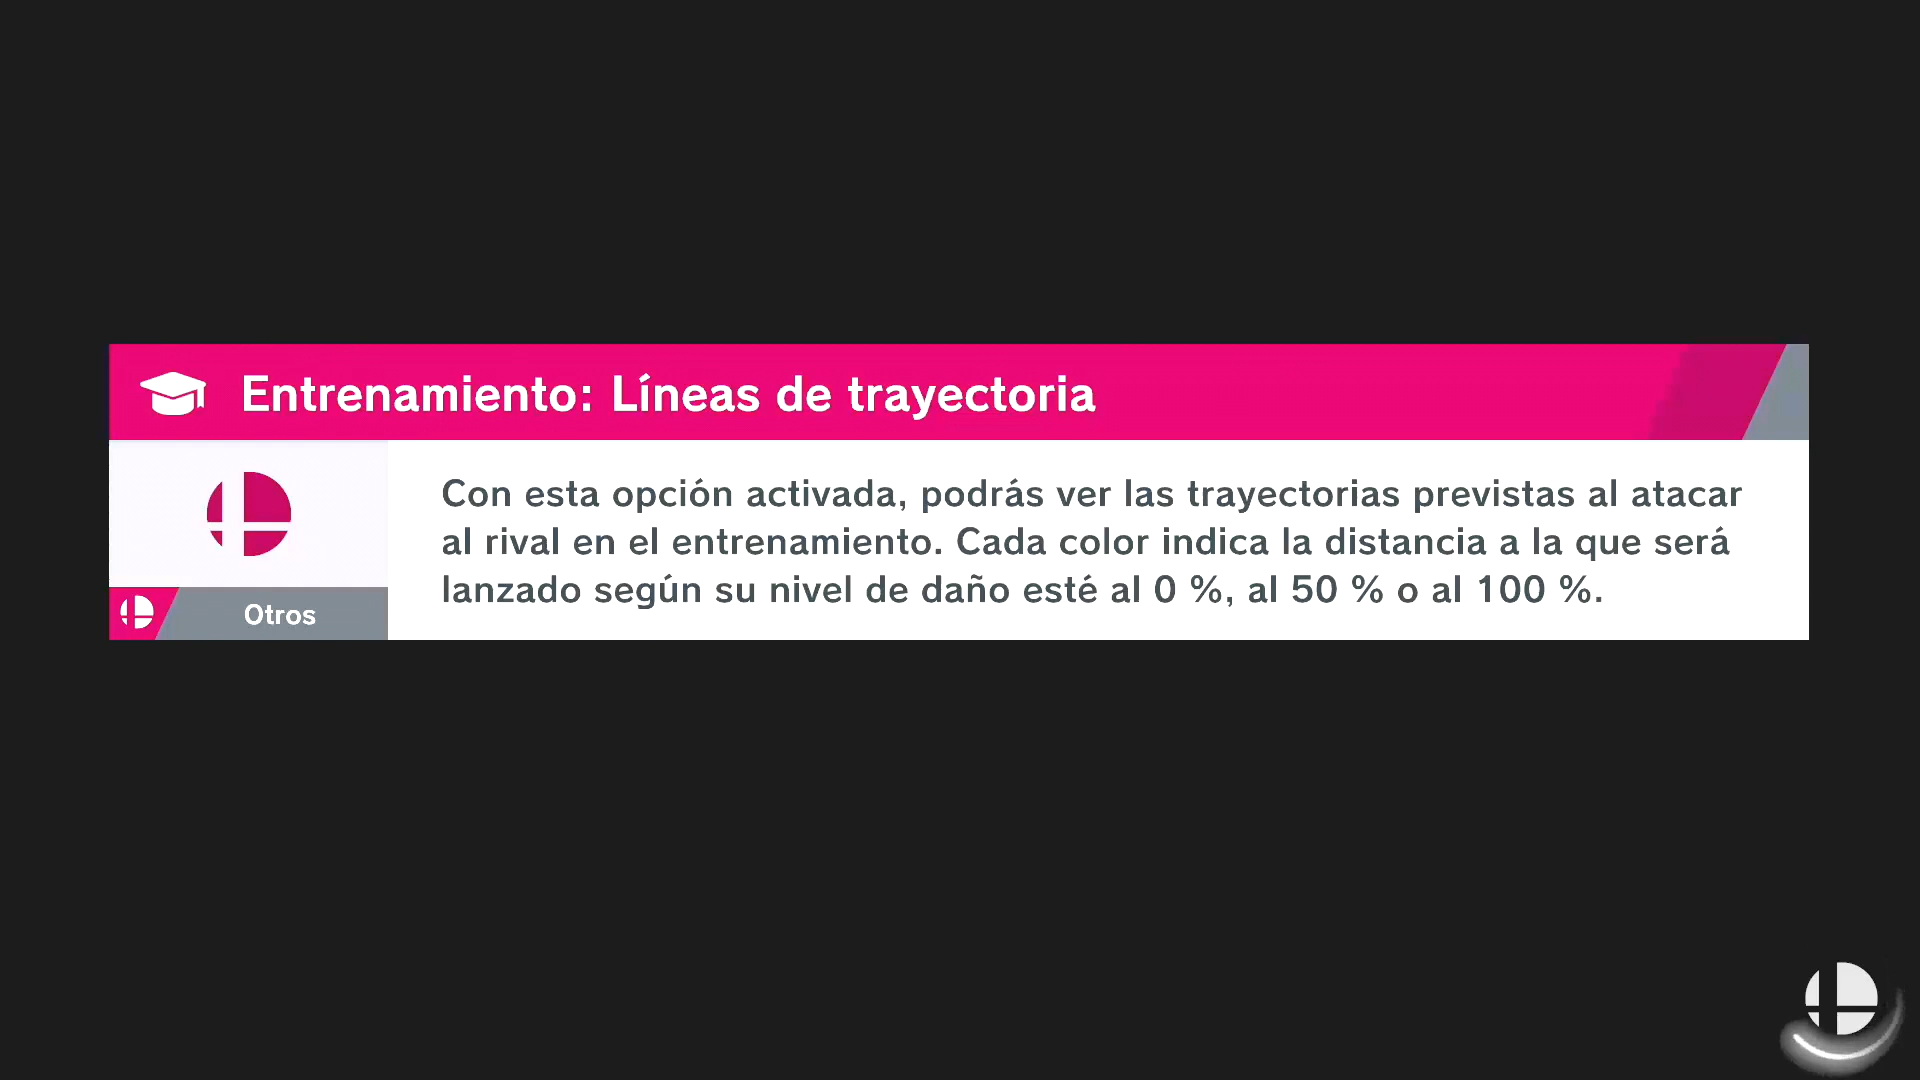 Entrenamiento: Líneas de trayectoria
Con esta opción activada, podrás ver las trayectorias previstas al atacar
al rival en el entrenamiento. Cada color indica la distancia a la que será
lanzado según su nivel de daño esté al 0 %, al 50 % o al 100 %.
Otros